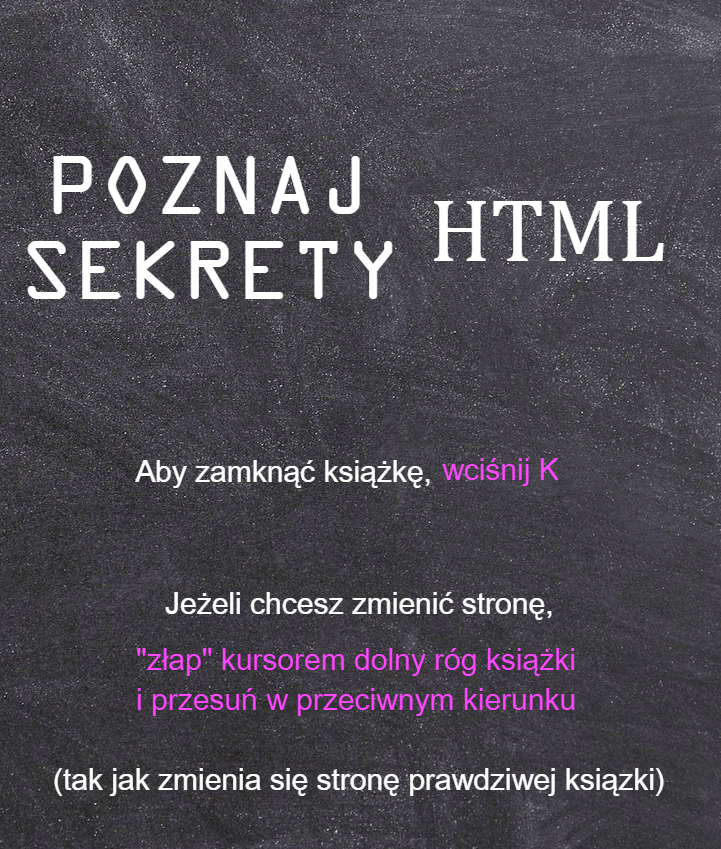 POZNAJ
SEKRETY HTML
Aby zamknąć książkę, wciśnij K
Jeżeli chcesz zmienić stronę,
"złap" kursorem dolny róg książki
i przesuń w przeciwnym kierunku
(tak jak zmienia się stronę prawdziwej ksiązki)